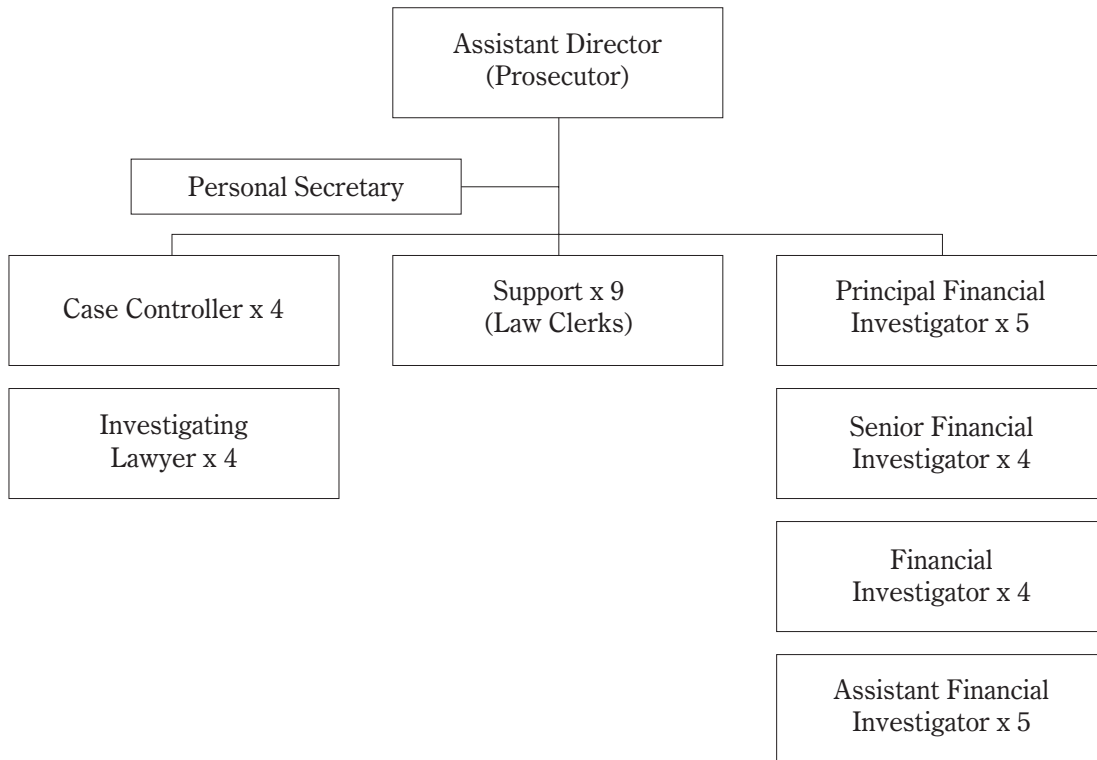 Assistant Director
(Prosecutor)
Personal Secretary
Case Controller x 4
Support x 9
(Law Clerks)
Principal Financial
Investigator x 5
Investigating
Lawyer x 4
Senior Financial
Investigator x 4
Financial
Investigator x 4
Assistant Financial
Investigator x 5